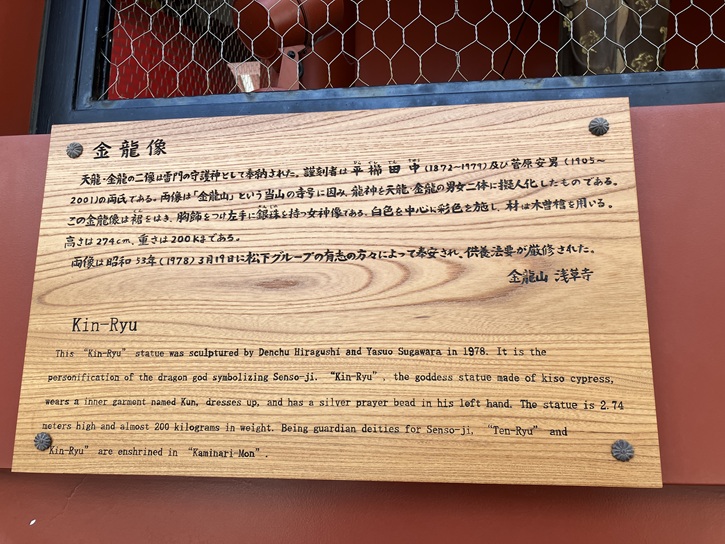 金龍像
天龍・金龍の二像は雷門の守護神として奉納された。謹刻者は平櫛田中(1872〜1979)及び菅原安男(1905〜
2001)の両氏である。両像は「金龍山」という当山の寺号に因み、龍神を天龍・金龍の男女二体に擬人化したものである。
この金龍像は裙をはき、胸飾をつけ左手に銀珠を持つ女神像である。白色を中心に彩色を施し、材は木曽檜を用いる。
高さは274cm、重さは200kgである。
両像は昭和53年(1978)3月19日に松下グループの有志の方々によって奉安され、供養法要が厳修された。
金龍山 浅草寺
Kin-Ryu
This “Kin-Ryu” statue was sculptured by Denchu Hiragushi and Yasuo Sugawara in 1978. It is the
personification of the dragon god symbolizing Senso-ji. “Kin-Ryu”, the goddess statue made of kiso cypress,
wears a inner garment named Kun, dresses up, and has a silver prayer bead in his left hand. The statue is 2.74
meters high and almost 200 kilograms in weight. Being guardian deities for Senso-ji, “Ten-Ryu” and
Kin-Ryu” are enshrined in “Kaminari-Mon”.